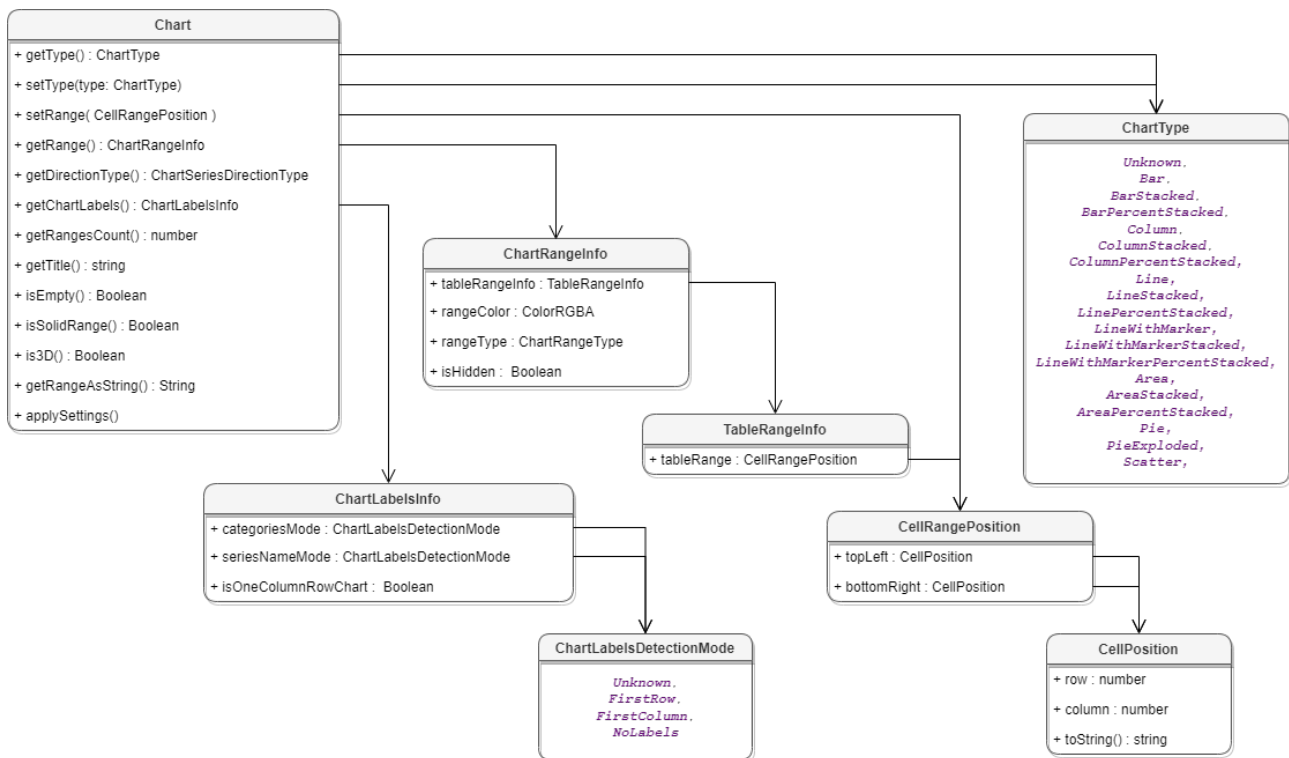 Chart
+ getType() : ChartType
+ setType(type: ChartType)
+ setRange( CellRangePosition )
+ getRange() : ChartRangeInfo
+ getDirectionType() : ChartSeriesDirectionType
+ getChartLabels() : ChartLabelsInfo
+ getRangesCount() : number
+ getTitle() : string
+ isEmpty() : Boolean
+ isSolidRange() : Boolean
+ is3D() : Boolean
+ getRangeAsString() : String
+ applySettings()
ChartType
Unknown,
Bar,
BarStacked,
BarPercentStacked,
Column,
ColumnStacked,
ColumnPercentStacked,
Line,
LineStacked,
LinePercentStacked,
LineWithMarker,
LineWithMarkerStacked,
LineWithMarkerPercentStacked,
Area,
AreaStacked,
AreaPercentStacked,
Pie,
PieExploded,
Scatter,
ChartRangeInfo
+ tableRangeInfo : TableRangeInfo
+ rangeColor : ColorRGBA
+ rangeType : ChartRangeType
+ isHidden :  Boolean
TableRangeInfo
+ tableRange : CellRangePosition
ChartLabelsInfo
+ categoriesMode : ChartLabelsDetectionMode
+ seriesNameMode : ChartLabelsDetectionMode
+ isOneColumnRowChart :  Boolean
CellRangePosition
+ topLeft : CellPosition
+ bottomRight : CellPosition
ChartLabelsDetectionMode
Unknown,
FirstRow,
FirstColumn,
NoLabels
CellPosition
+ row : number
+ column : number
+ toString() : string